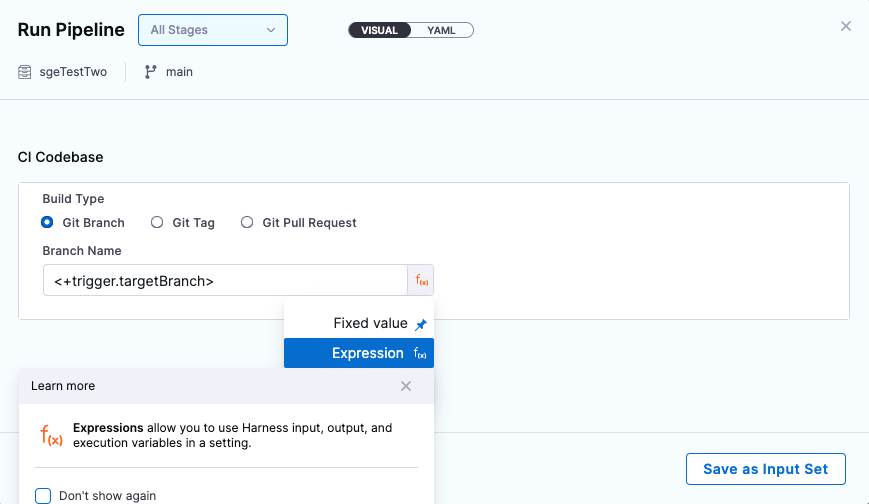 Run Pipeline
All Stages
VISUAL
YAML
sgeTestTwo
main
CI Codebase
Build Type
Git Branch
Git Tag
Git Pull Request
Branch Name
<+trigger.targetBranch>
f(x)
Fixed value
Expression f(x)
Learn more
f(x)
Expressions allow you to use Harness input, output, and
execution variables in a setting.
Don't show again
Save as Input Set